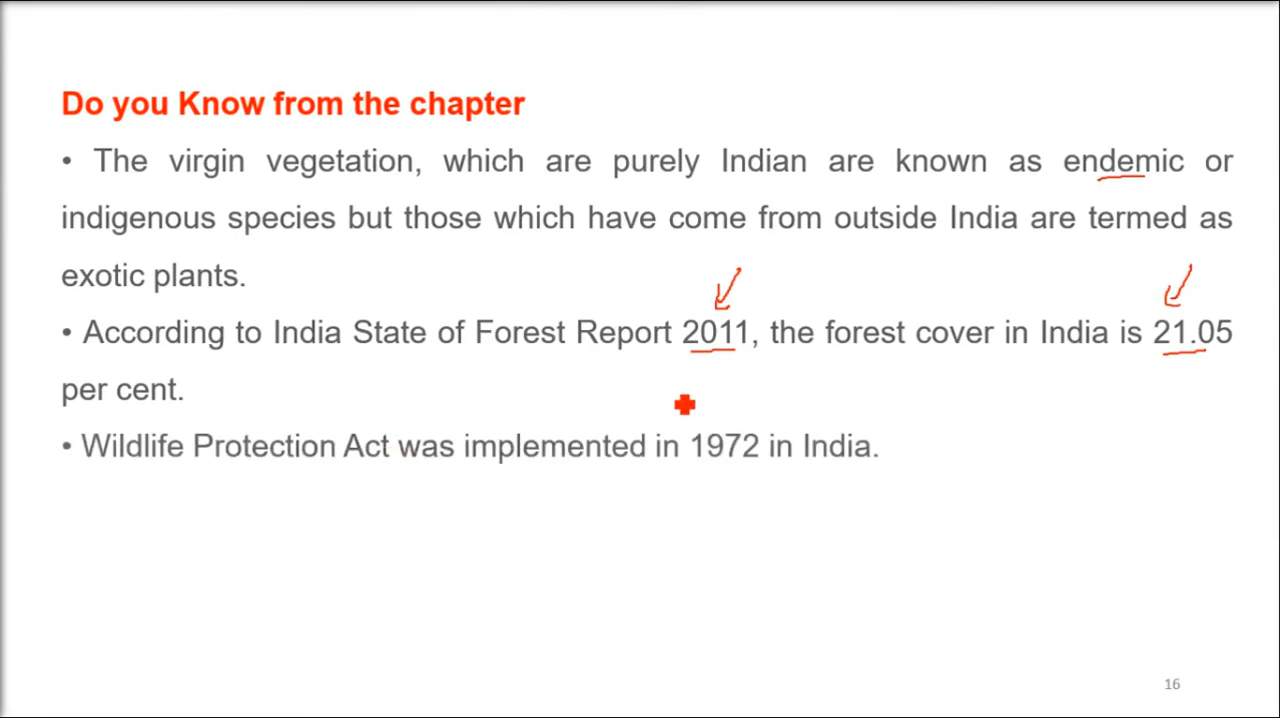 Do you Know from the chapter
• The virgin vegetation, which are purely Indian are known as endemic or
indigenous species but those which have come from outside India are termed as
exotic plants.
• According to India State of Forest Report 2011, the forest cover in India is 21.05
per cent.
• Wildlife Protection Act was implemented in 1972 in India.
16